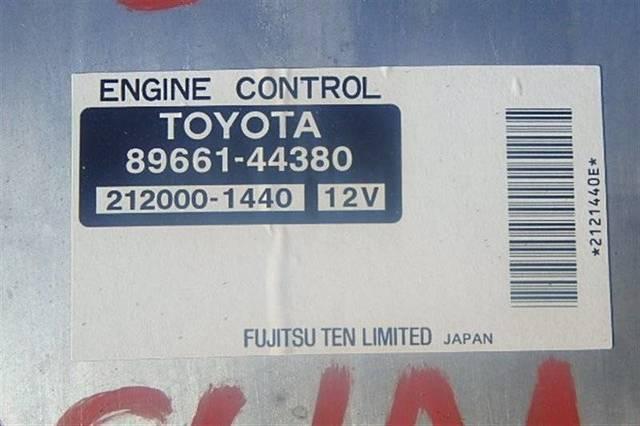 ENGINE CONTROL
TOYOTA
89661-44380
212000-1440 12V
*2121440E*
FUJITSU TEN LIMITED JAPAN